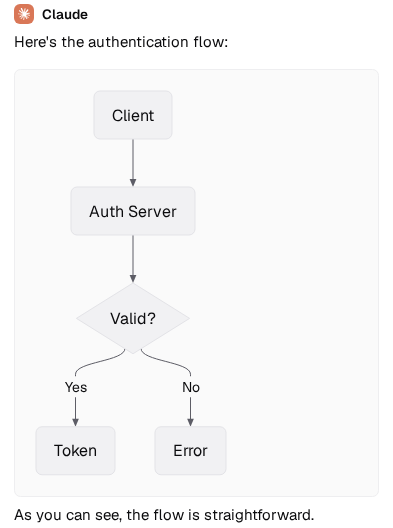 Claude
Here's the authentication flow:
Client
Auth Server
Valid?
Yes No
Token Error
As you can see, the flow is straightforward.